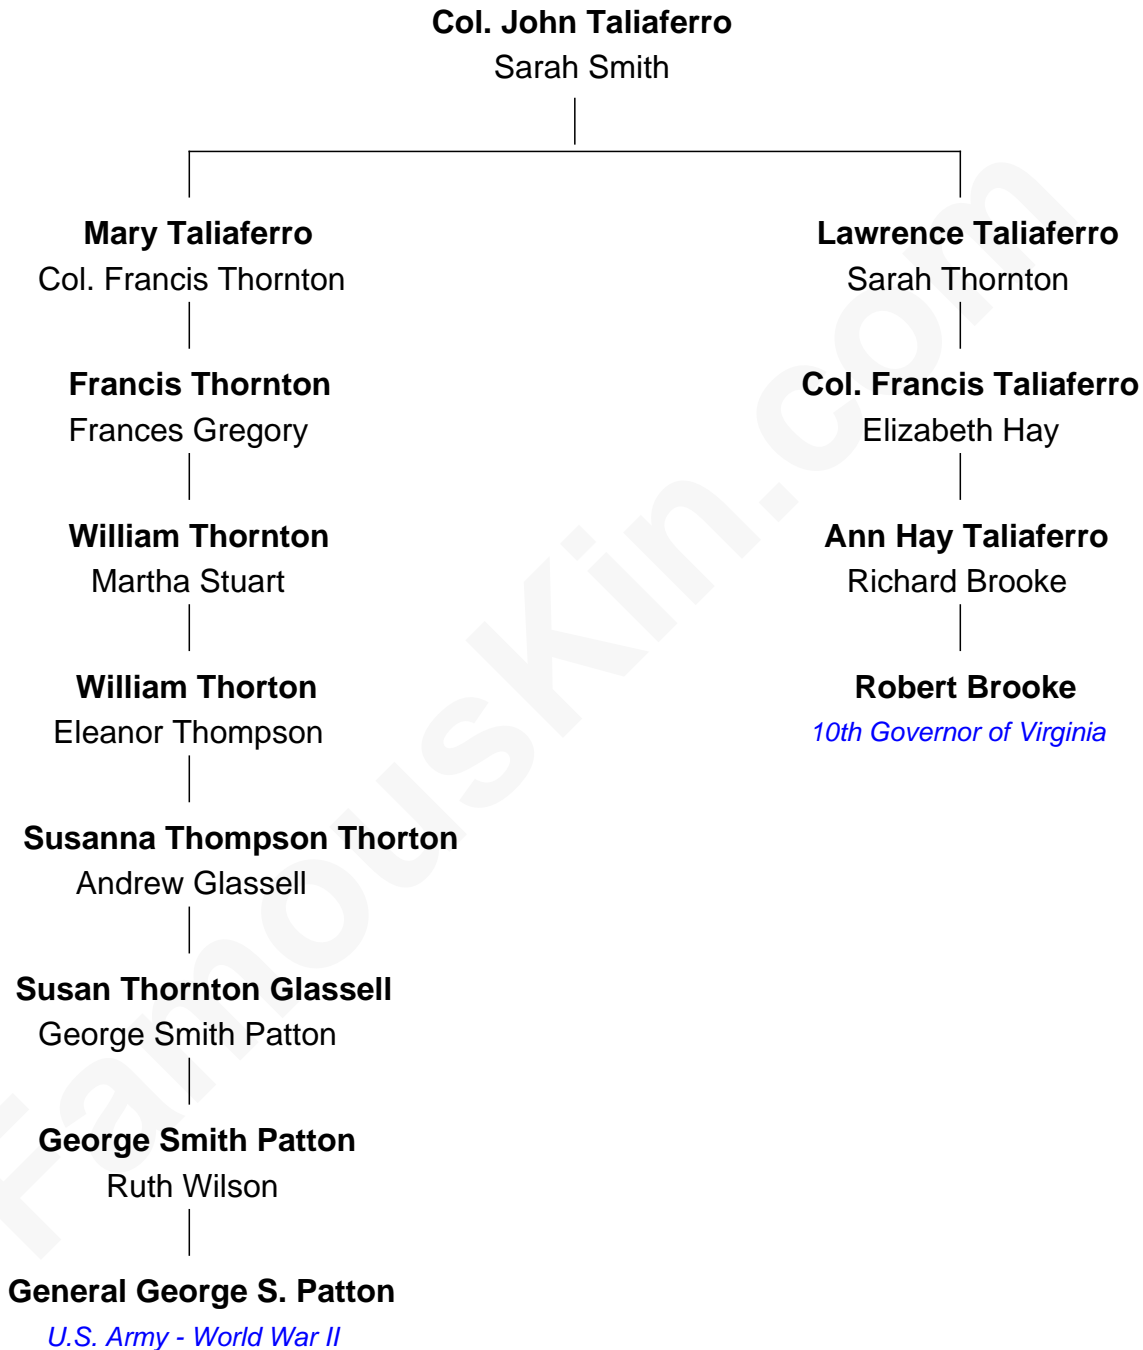 Col. John Taliaferro
Sarah Smith
Mary Taliaferro
Col. Francis Thornton
Lawrence Taliaferro
Sarah Thornton
Francis Thornton
Frances Gregory
Col. Francis Taliaferro
Elizabeth Hay
William Thornton
Martha Stuart
Ann Hay Taliaferro
Richard Brooke
William Thorton
Eleanor Thompson
Robert Brooke
10th Governor of Virginia
Susanna Thompson Thorton
Andrew Glassell
Susan Thornton Glassell
George Smith Patton
George Smith Patton
Ruth Wilson
General George S. Patton
U.S. Army - World War II
FamousKin.com